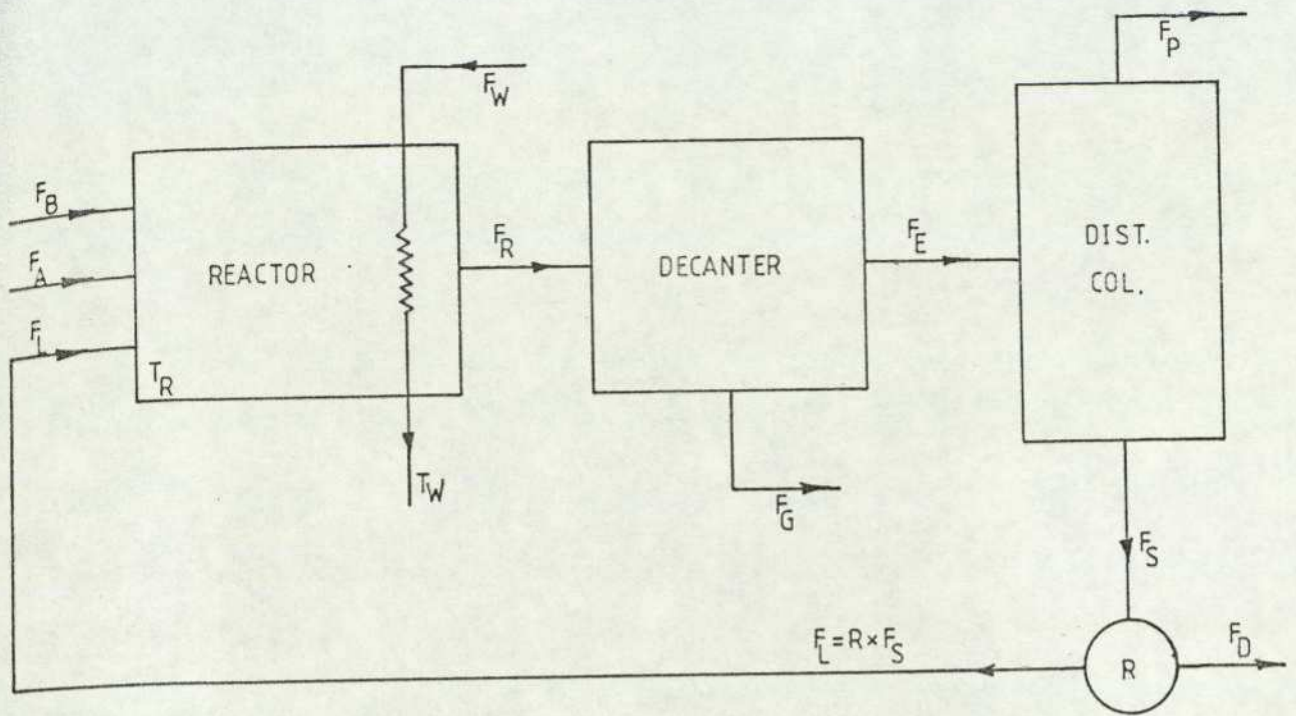 F_P
F_W
F_B
F_A
F_L
T_R
REACTOR
F_R
DECANTER
F_E
DIST.
COL.
T_W
F_G
F_S
F_L = R × F_S
R
F_D